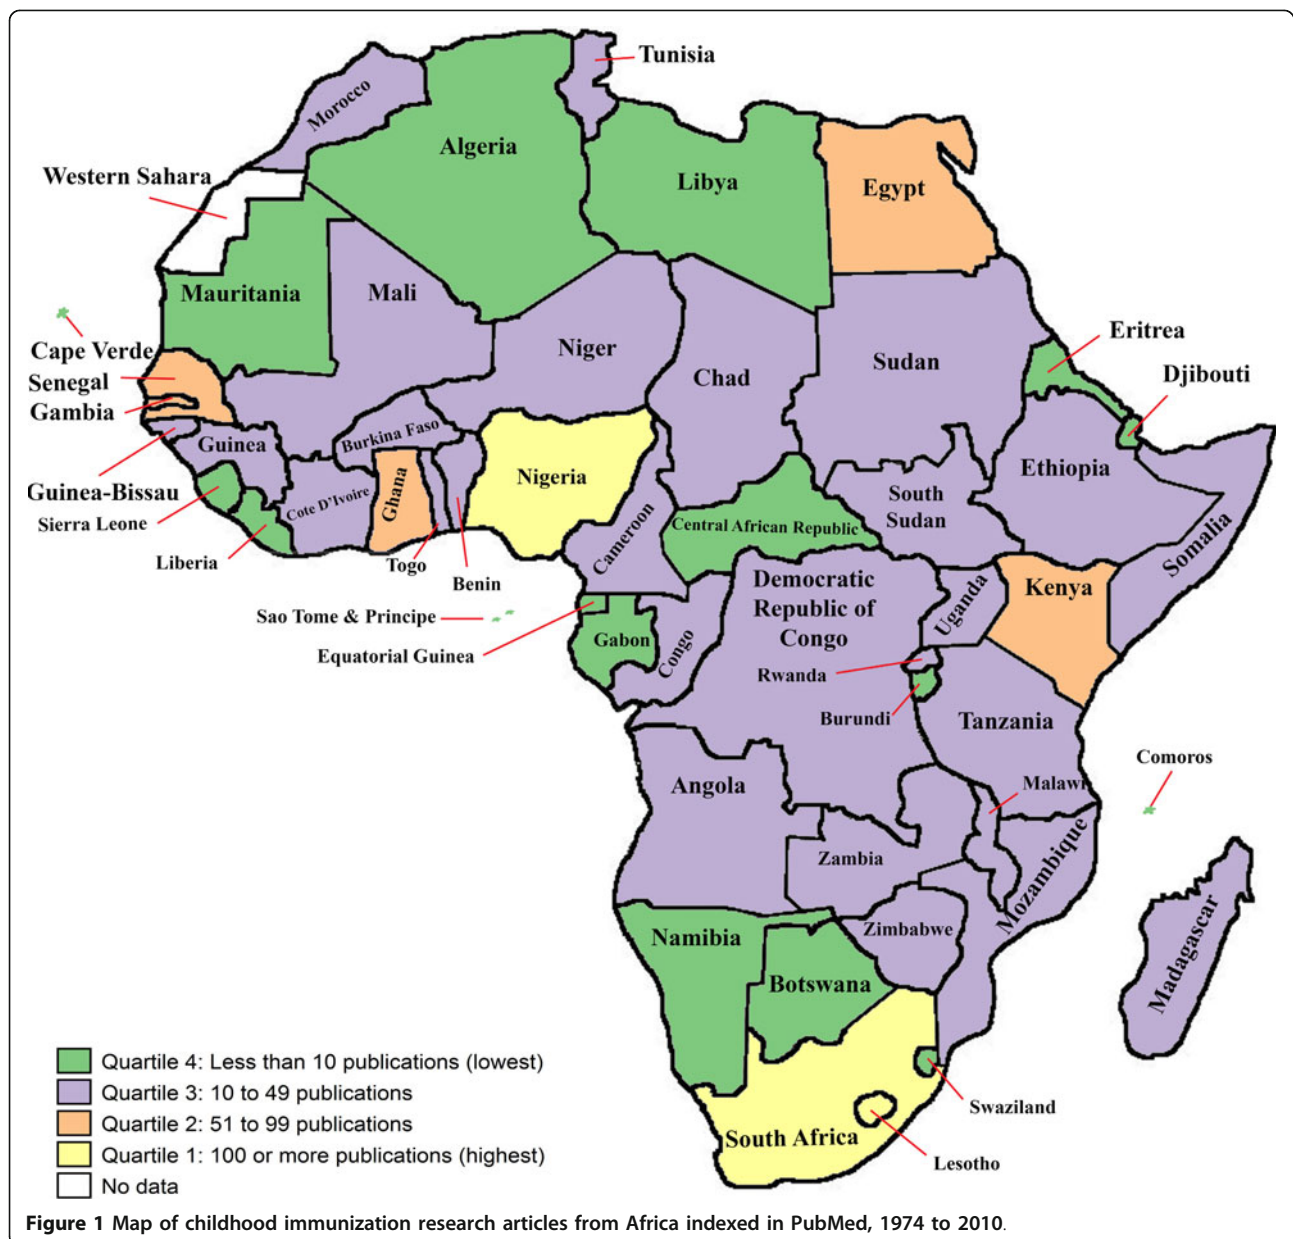 Tunisia
Morocco
Algeria
Western Sahara
Libya
Egypt
Mauritania
Mali
Cape Verde
Niger
Chad
Sudan
Eritrea
Senegal
Djibouti
Gambia
Guinea
Burkina Faso
Ethiopia
Nigeria
Guinea-Bissau
Cote D'Ivoire
Ghana
South
Sudan
Sierra Leone
Central African Republic
Cameroon
Somalia
Liberia
Togo
Benin
Democratic
Republic of
Congo
Uganda
Kenya
Sao Tome & Principe
Equatorial Guinea
Gabon
Congo
Rwanda
Burundi
Tanzania
Comoros
Angola
Malawi
Zambia
Mozambique
Madagascar
Zimbabwe
Namibia
Botswana
Quartile 4: Less than 10 publications (lowest)
Quartile 3: 10 to 49 publications
Quartile 2: 51 to 99 publications
Quartile 1: 100 or more publications (highest)
No data
Swaziland
South Africa
Lesotho
Figure 1 Map of childhood immunization research articles from Africa indexed in PubMed, 1974 to 2010.